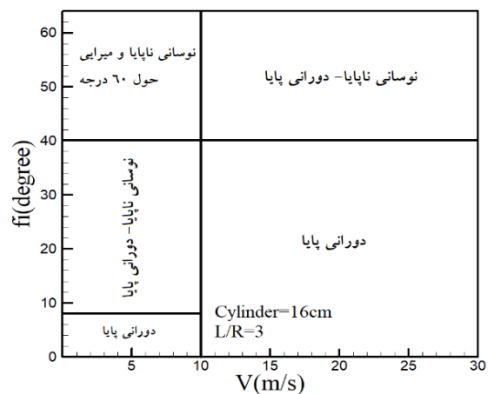 60
50
40
30
20
10
0
fi(degree)
نوسانی ناپایا و میرایی
حول ٦٠ درجه
نوسانی ناپایا- دورانی پایا
نوسانی ناپایا-دورانی پایا
دورانی پایا
دورانی پایا
Cylinder=16cm
L/R=3
5
10
15
20
25
30
V(m/s)